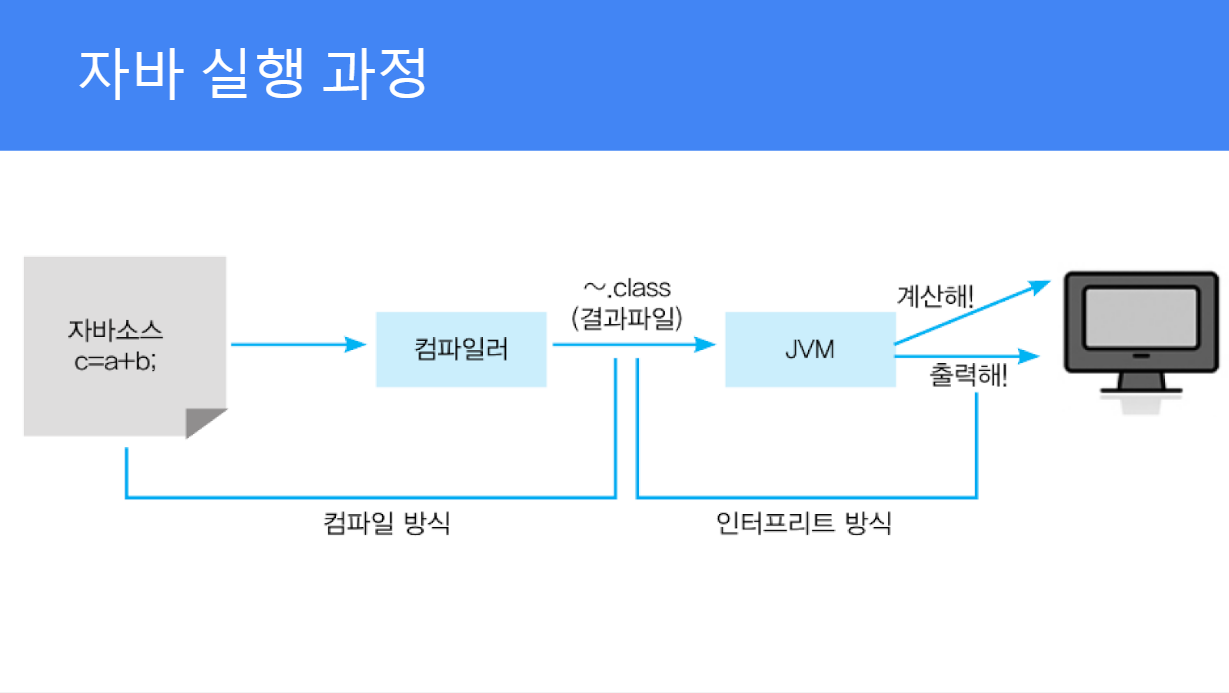 자바 실행 과정
자바소스
c=a+b;
컴파일러
～.class
(결과파일)
JVM
계산해!
출력해!
컴파일 방식
인터프리트 방식